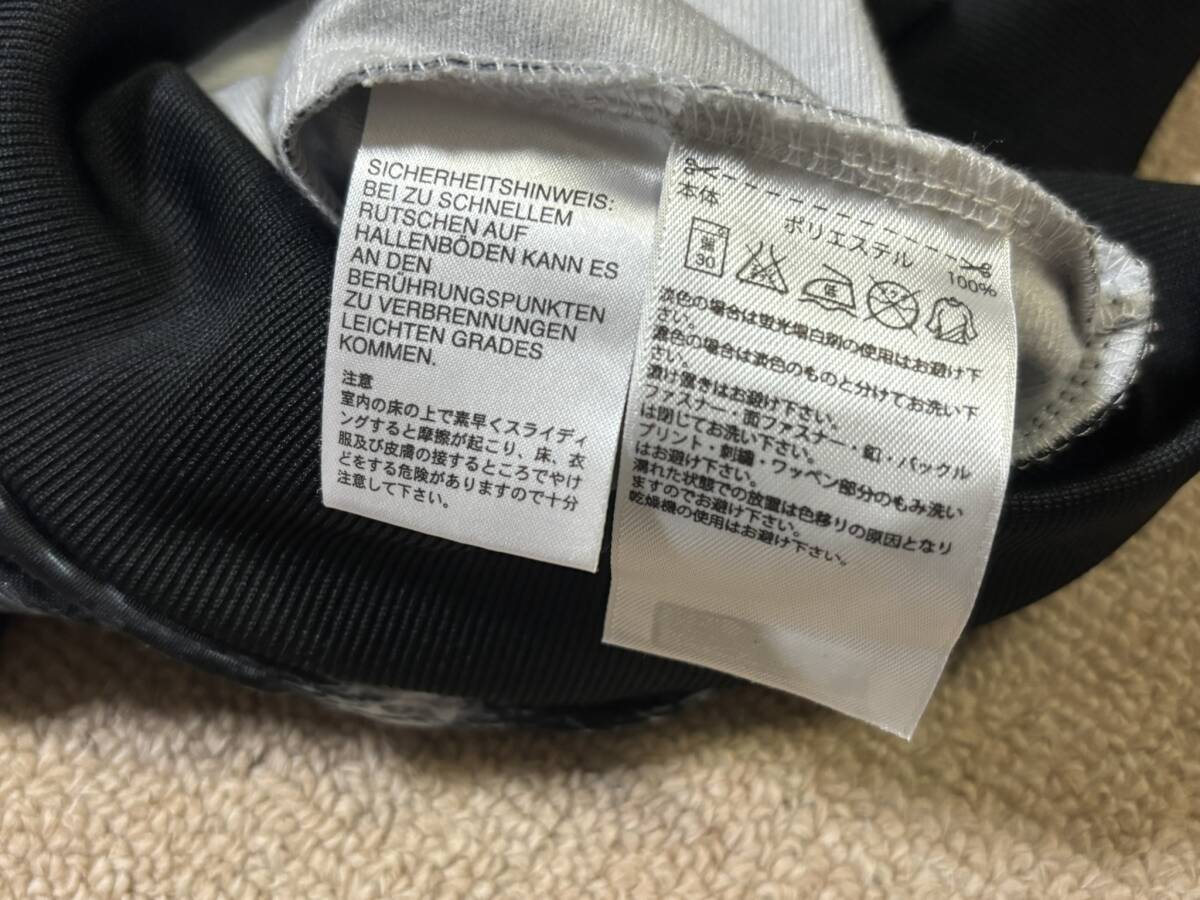 SICHERHEITSHINWEIS:
BEI ZU SCHNELLEM
RUTSCHEN AUF
HALLENBÖDEN KANN ES
AN DEN
BERÜHRUNGSPUNKTEN
ZU VERBRENNUNGEN
LEICHTEN GRADES
KOMMEN.
注意
室内の床の上で素早くスライディ
ングすると摩擦が起こり、床、衣
服及び皮膚の接するところでやけ
どをする危険がありますので十分
注意して下さい。
本体
ポリエステル
100%
弱
30
低
淡色の場合は蛍光増白剤の使用はお避け下
さい。
濃色の場合は淡色のものと分けてお洗い下
さい。
漬け置きはお避け下さい。
ファスナー・面ファスナー・釦・バックル
は閉じてお洗い下さい。
プリント・刺繍・ワッペン部分のもみ洗い
はお避け下さい。
濡れた状態での放置は色移りの原因となり
ますのでお避け下さい。
乾燥機の使用はお避け下さい。